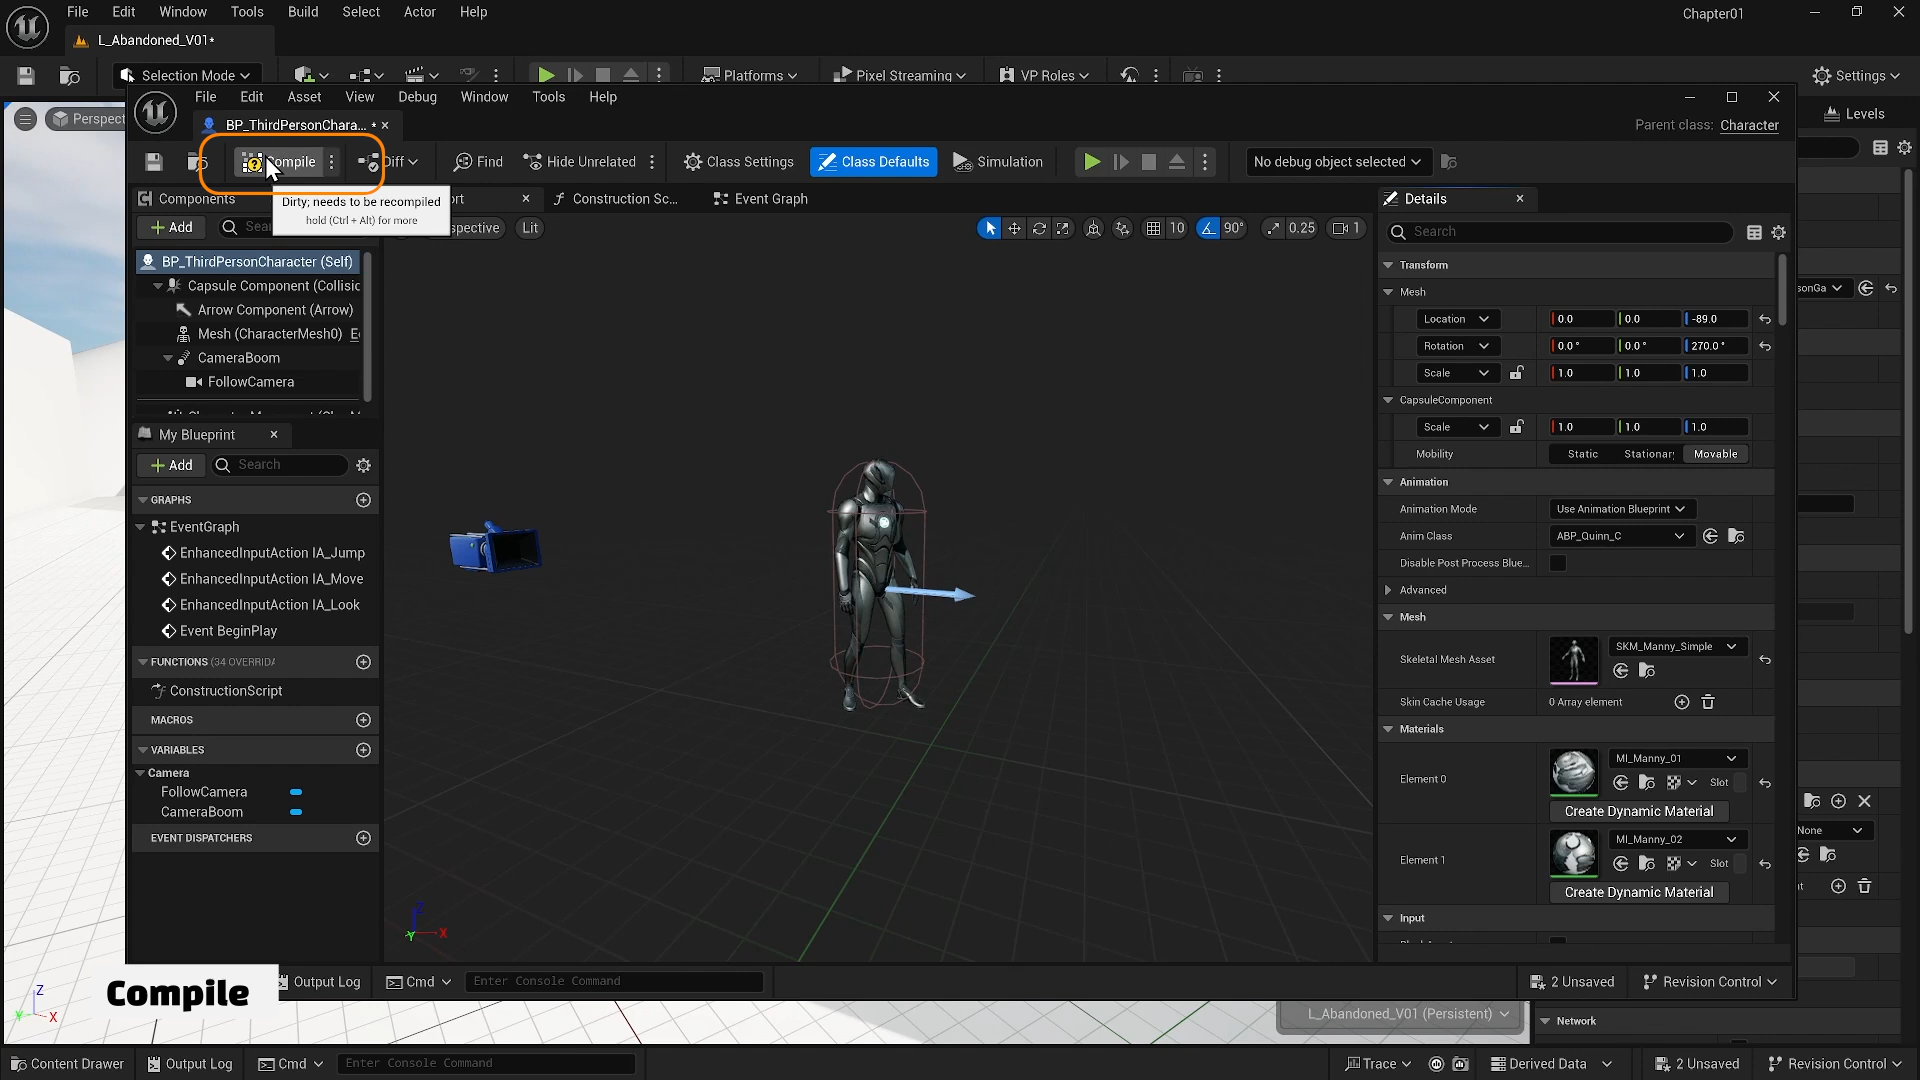 File Edit Window Tools Build Select Actor Help
Chapter01
L_Abandoned_V01*
Selection Mode
Platforms
Pixel Streaming
VP Roles
Settings
File Edit Asset View Debug Window Tools Help
Perspect
Levels
BP_ThirdPersonChara... *
Parent class: Character
Compile
Diff
Find
Hide Unrelated
Class Settings
Class Defaults
Simulation
No debug object selected
Components
Construction Sc...
Event Graph
Details
Dirty; needs to be recompiled
hold (Ctrl + Alt) for more
Add
Lit
10
90°
0.25
1
Search
BP_ThirdPersonCharacter (Self)
Capsule Component (Collisic
Arrow Component (Arrow)
Mesh (CharacterMesh0)
CameraBoom
FollowCamera
My Blueprint
Add
Search
GRAPHS
EventGraph
EnhancedInputAction IA_Jump
EnhancedInputAction IA_Move
EnhancedInputAction IA_Look
Event BeginPlay
FUNCTIONS (34 OVERRIDA
ConstructionScript
MACROS
VARIABLES
Camera
FollowCamera
CameraBoom
EVENT DISPATCHERS
Z
X
Y
Transform
Mesh
Location 0.0 0.0 -89.0
Rotation 0.0° 0.0° 270.0°
Scale 1.0 1.0 1.0
CapsuleComponent
Scale 1.0 1.0 1.0
Mobility Static Stationary Movable
Animation
Animation Mode Use Animation Blueprint
Anim Class ABP_Quinn_C
Disable Post Process Blue...
Advanced
Mesh
Skeletal Mesh Asset SKM_Manny_Simple
Skin Cache Usage 0 Array element
Materials
Element 0 MI_Manny_01
Slot
Create Dynamic Material
Element 1 MI_Manny_02
Slot
Create Dynamic Material
Input
sonGa
None
Output Log
Cmd
Enter Console Command
2 Unsaved
Revision Control
Compile
Z
Y
X
L_Abandoned_V01 (Persistent)
Network
Content Drawer
Output Log
Cmd
Enter Console Command
Trace
Derived Data
2 Unsaved
Revision Control